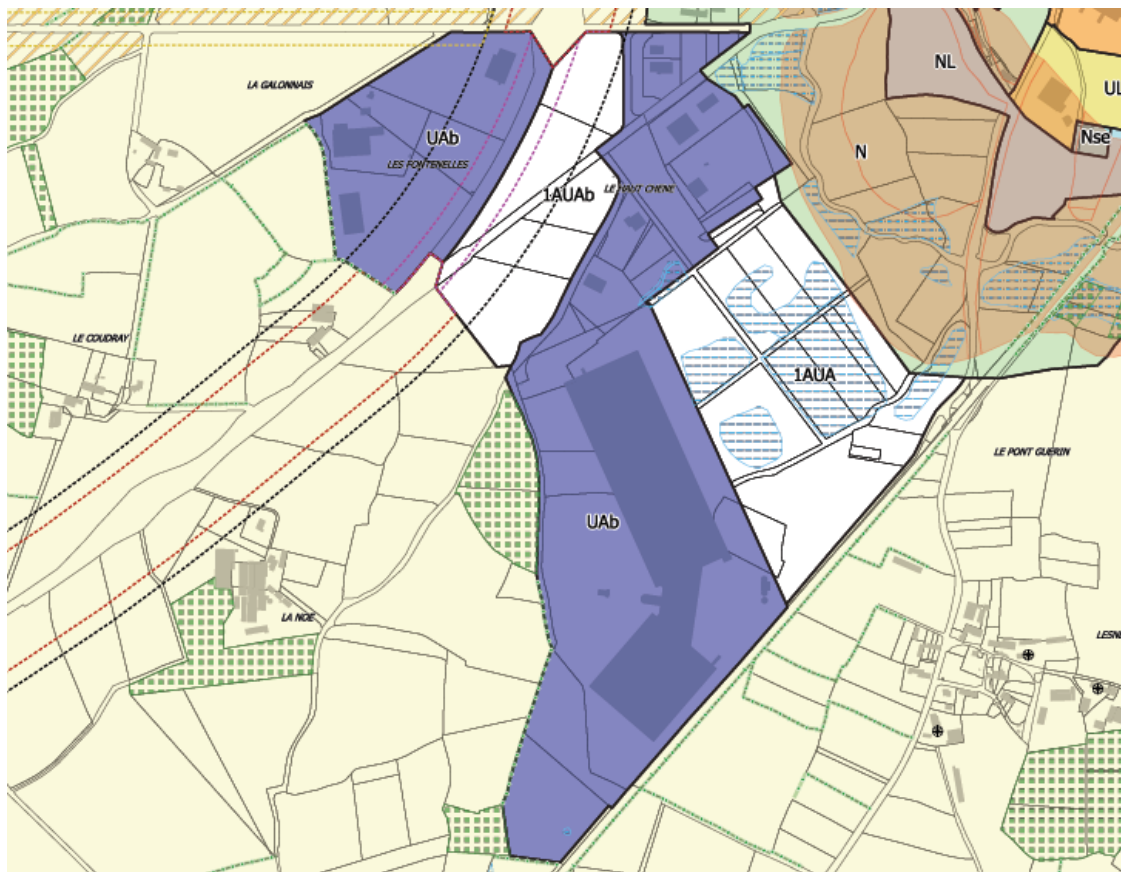 NL
UL
LA GALONNAIS
UAb
Nse
LES FONTENELLES
N
1AUAb
LE HAUT CHENE
LE COUDRAY
1AUA
LE PONT GUERIN
UAb
LA NOE
LESNE